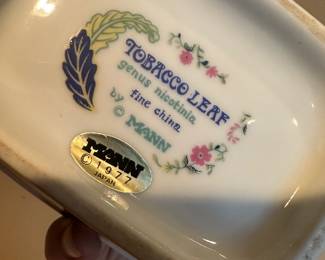 TOBACCO LEAF
genus nicotinia
fine china
by © MANN
MANN
© 1977
JAPAN